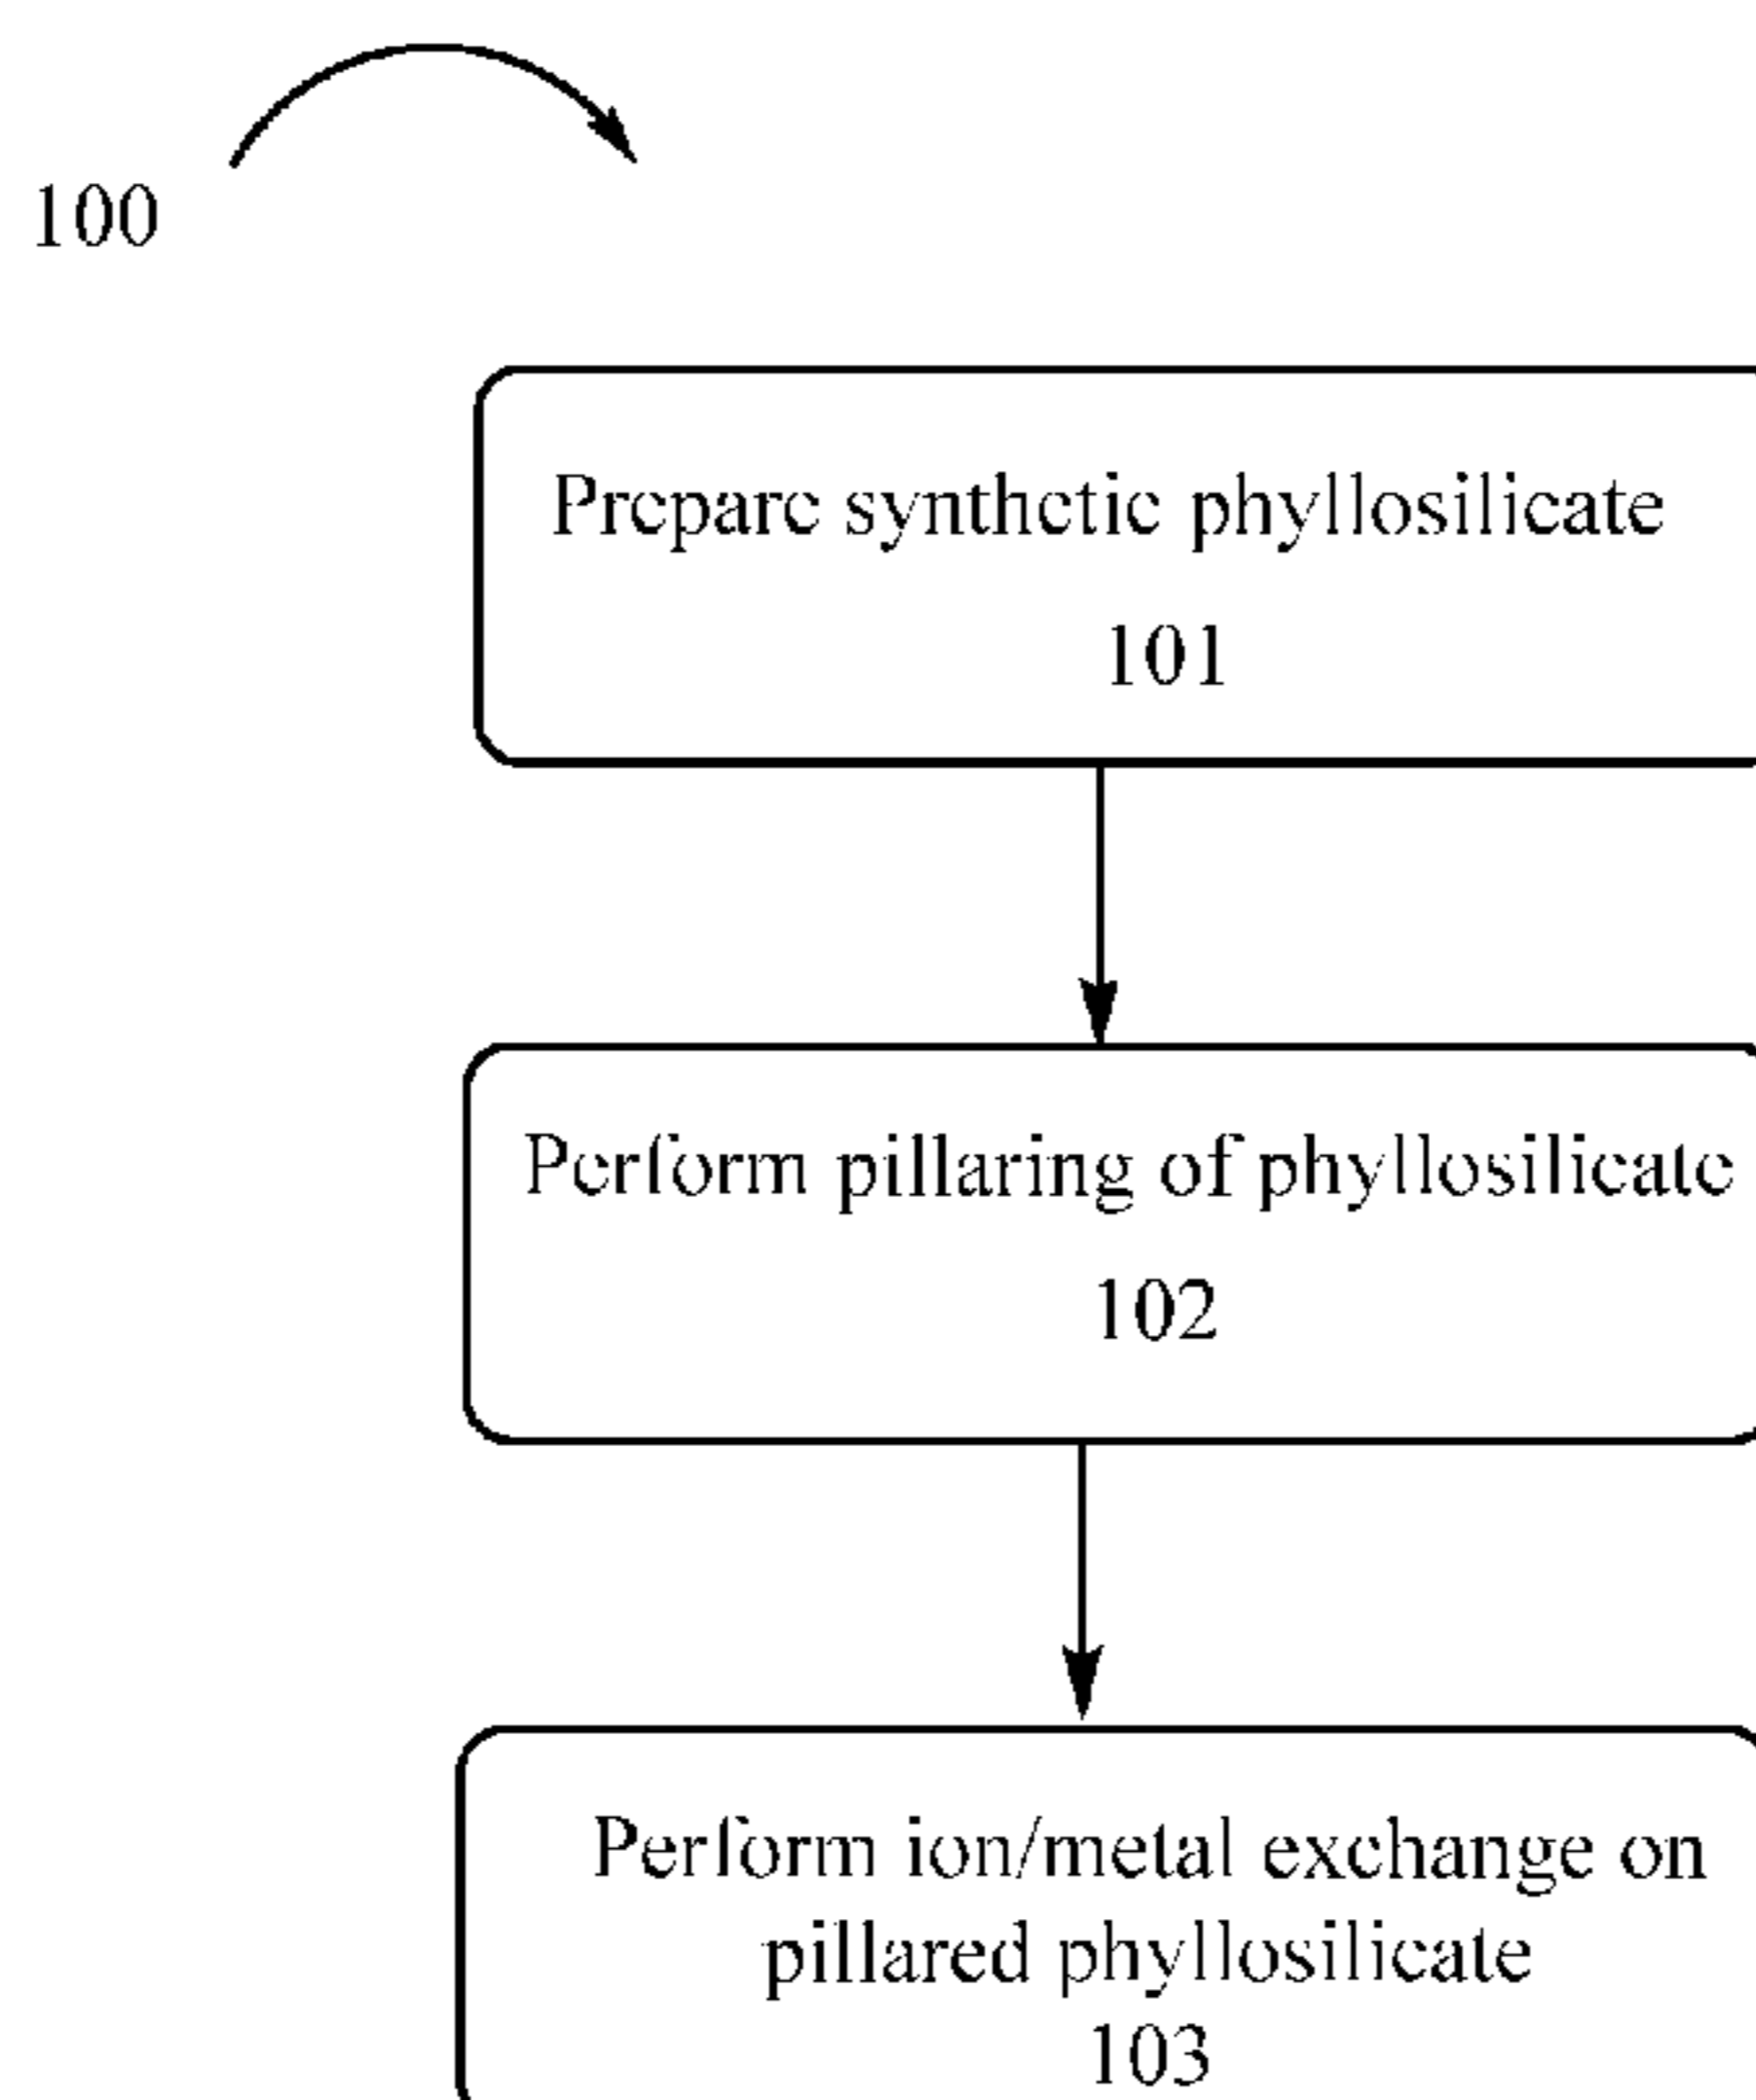 100
Prepare synthetic phyllosilicate
101
Perform pillaring of phyllosilicate
102
Perform ion/metal exchange on
pillared phyllosilicate
103